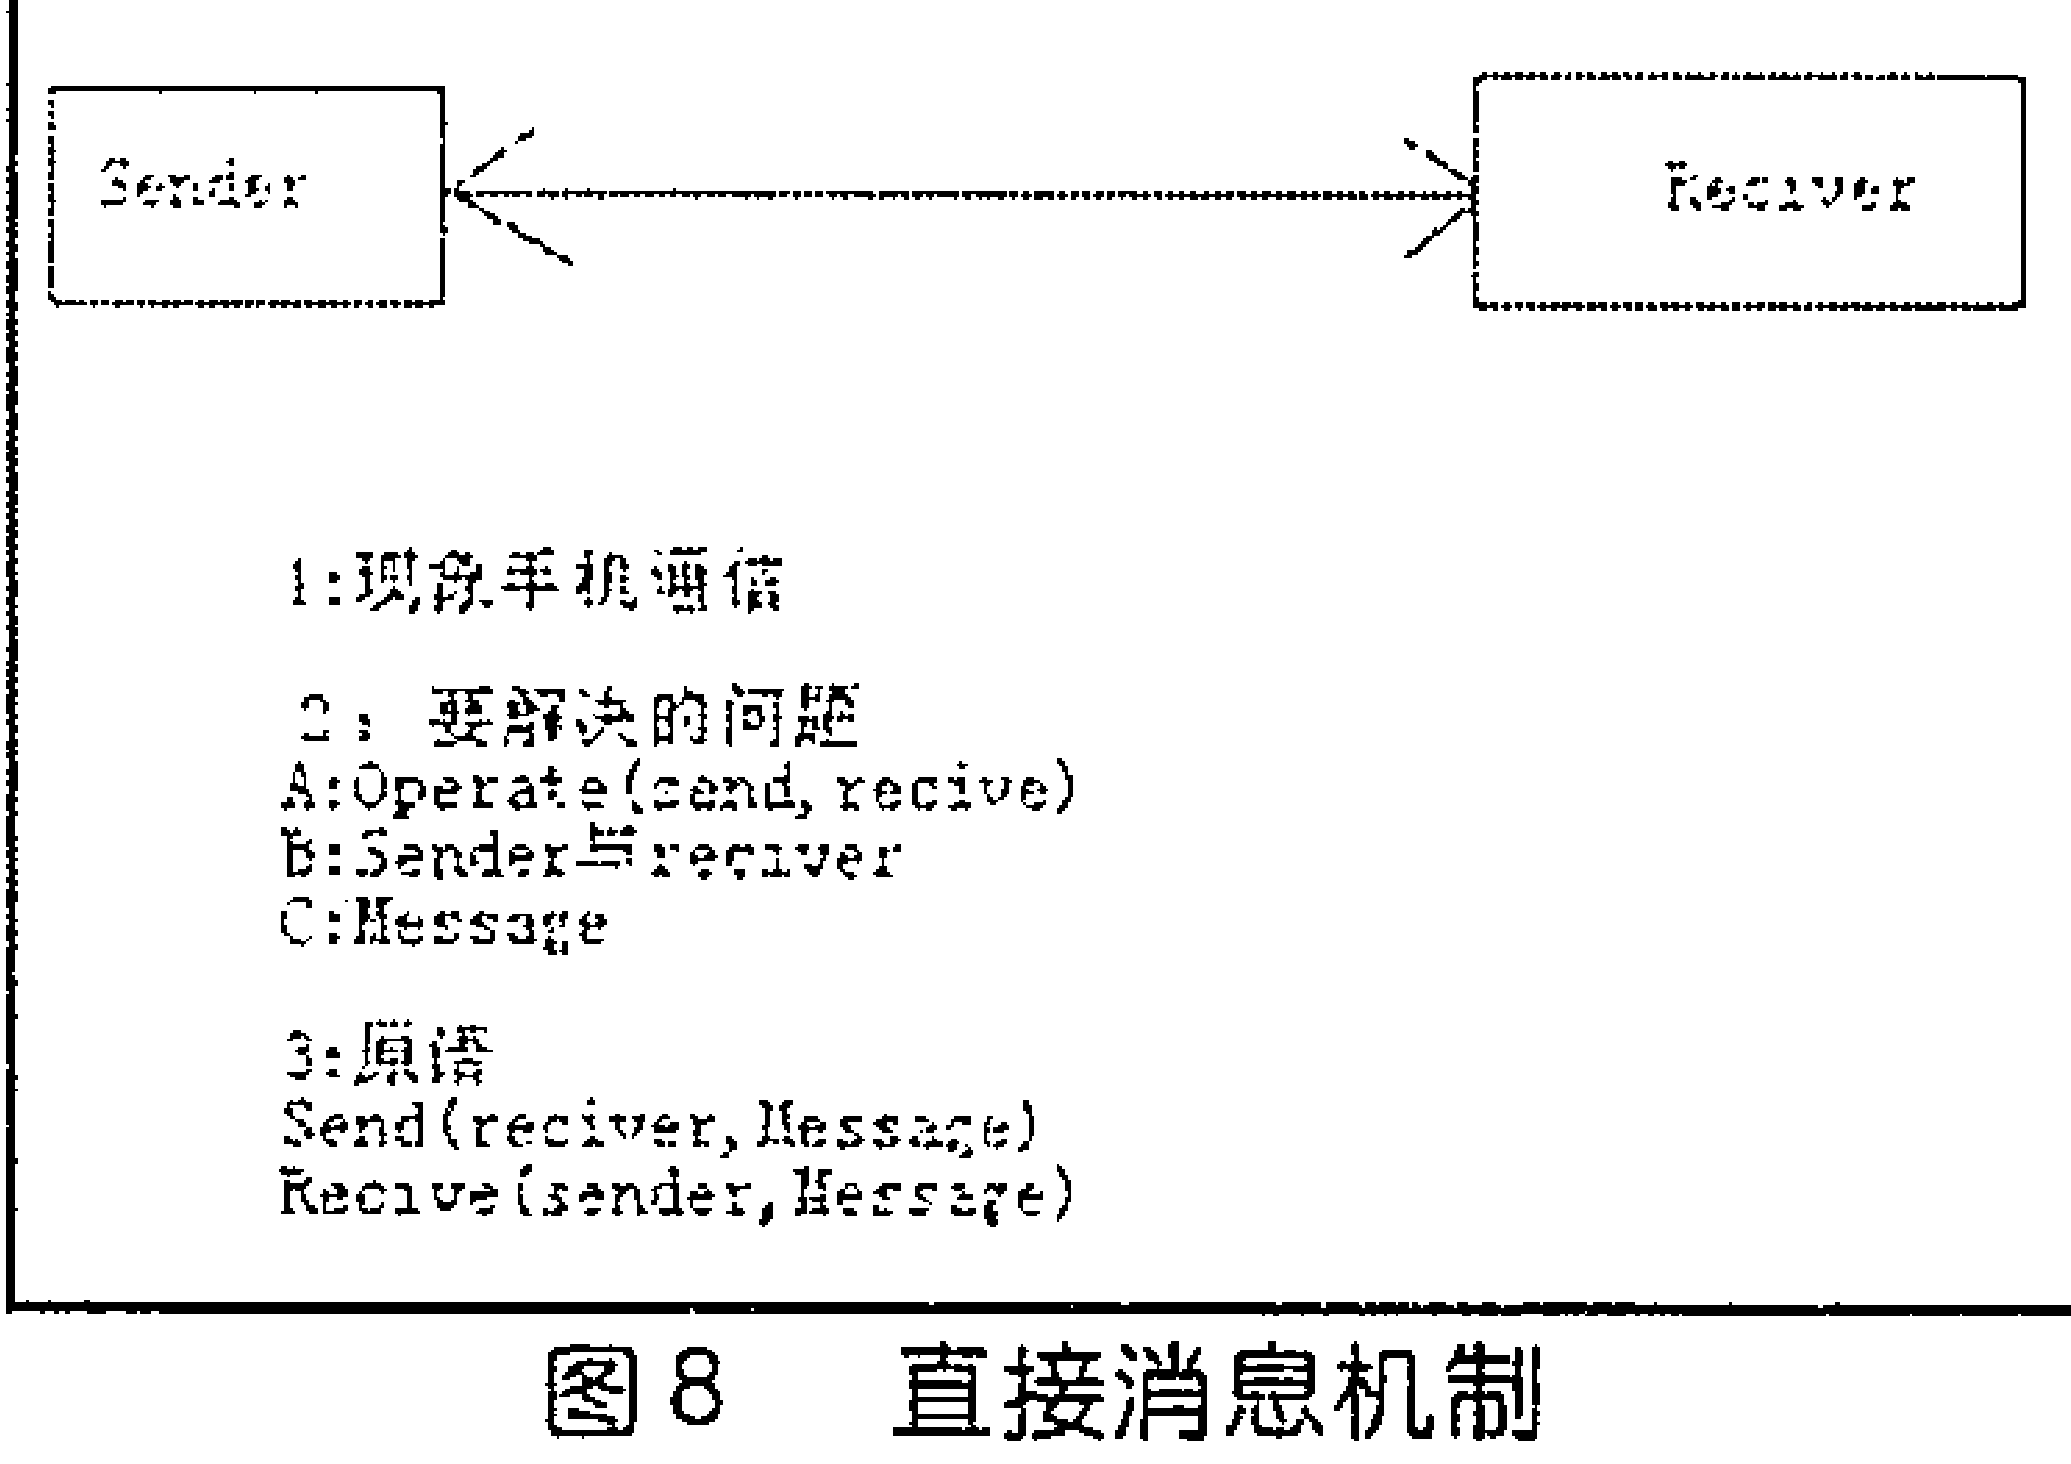 Sender
Reciver
1:现象手机通信
2: 要解决的问题
A:Operate(send,recive)
B:Sender与reciver
C:Message
3:原语
Send(reciver,Message)
Recive(sender,Message)
图8 直接消息机制